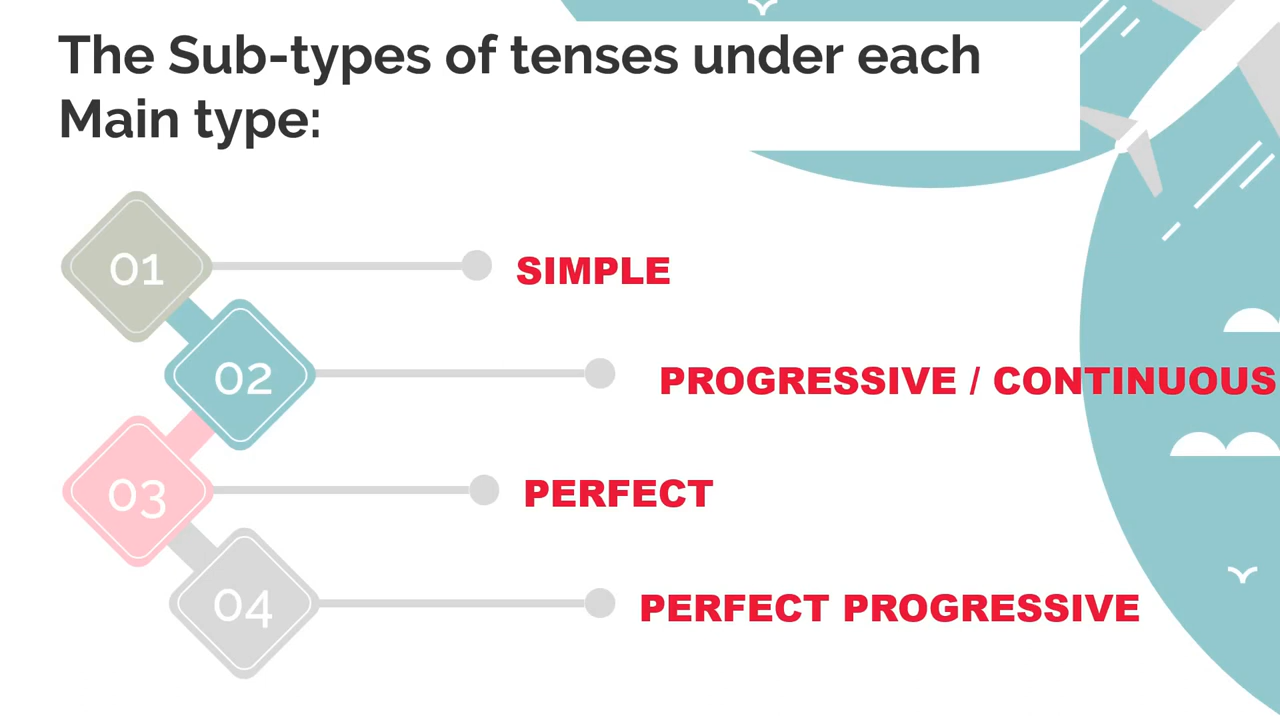 The Sub-types of tenses under each
Main type:
01
SIMPLE
02
PROGRESSIVE / CONTINUOUS
03
PERFECT
04
PERFECT PROGRESSIVE